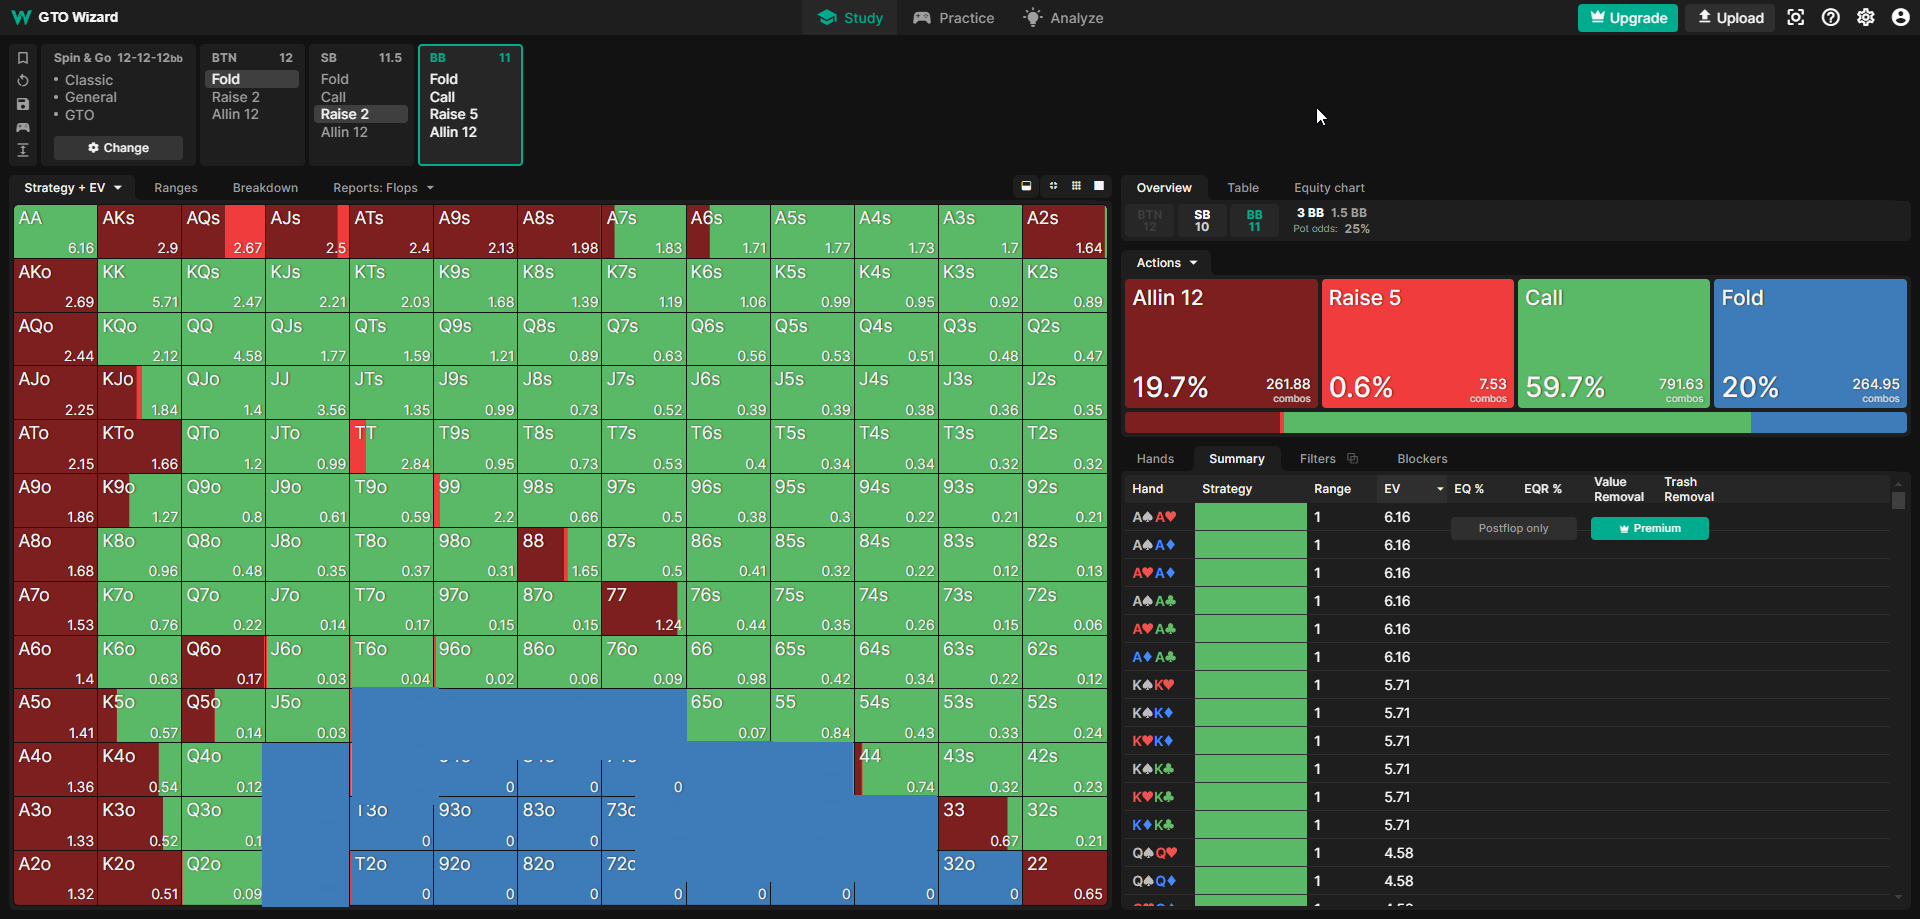 GTO Wizard
Study
Practice
Analyze
Upgrade
Upload
Spin & Go 12-12-12bb
• Classic
• General
• GTO
Change
BTN 12
Fold
Raise 2
Allin 12
SB 11.5
Fold
Call
Raise 2
Allin 12
BB 11
Fold
Call
Raise 5
Allin 12
Strategy + EV
Ranges
Breakdown
Reports: Flops
AA AKs AQs AJs ATs A9s A8s A7s A6s A5s A4s A3s A2s
6.16 2.9 2.67 2.5 2.4 2.13 1.98 1.83 1.71 1.77 1.73 1.7 1.64
AKo KK KQs KJs KTs K9s K8s K7s K6s K5s K4s K3s K2s
2.69 5.71 2.47 2.21 2.03 1.68 1.39 1.19 1.06 0.99 0.95 0.92 0.89
AQo KQo QQ QJs QTs Q9s Q8s Q7s Q6s Q5s Q4s Q3s Q2s
2.44 2.12 4.58 1.77 1.59 1.21 0.89 0.63 0.56 0.53 0.51 0.48 0.47
AJo KJo QJo JJ JTs J9s J8s J7s J6s J5s J4s J3s J2s
2.25 1.84 1.4 3.56 1.35 0.99 0.73 0.52 0.39 0.39 0.38 0.36 0.35
ATo KTo QTo JTo TT T9s T8s T7s T6s T5s T4s T3s T2s
2.15 1.66 1.2 0.99 2.84 0.95 0.73 0.53 0.4 0.34 0.34 0.32 0.32
A9o K9o Q9o J9o T9o 99 98s 97s 96s 95s 94s 93s 92s
1.86 1.27 0.8 0.61 0.59 2.2 0.66 0.5 0.38 0.3 0.22 0.21 0.21
A8o K8o Q8o J8o T8o 98o 88 87s 86s 85s 84s 83s 82s
1.68 0.96 0.48 0.35 0.37 0.31 1.65 0.5 0.41 0.32 0.22 0.12 0.13
A7o K7o Q7o J7o T7o 97o 87o 77 76s 75s 74s 73s 72s
1.53 0.76 0.22 0.14 0.17 0.15 0.15 1.24 0.44 0.35 0.26 0.15 0.06
A6o K6o Q6o J6o T6o 96o 86o 76o 66 65s 64s 63s 62s
1.4 0.63 0.17 0.03 0.04 0.02 0.06 0.09 0.98 0.42 0.34 0.22 0.12
A5o K5o Q5o J5o 65o 55 54s 53s 52s
1.41 0.57 0.14 0.03 0.07 0.84 0.43 0.33 0.24
A4o K4o Q4o 44 43s 42s
1.36 0.54 0.12 0 0 0 0.74 0.32 0.23
A3o K3o Q3o T3o 93o 83o 73o 33 32s
1.33 0.52 0.1 0 0 0 0.67 0.21
A2o K2o Q2o T2o 92o 82o 72o 32o 22
1.32 0.51 0.09 0 0 0 0 0 0 0 0 0.65
Overview
Table
Equity chart
BTN 12
SB 10
BB 11
3 BB 1.5 BB
Pot odds: 25%
Actions
Allin 12
19.7% 261.88 combos
Raise 5
0.6% 7.53 combos
Call
59.7% 791.63 combos
Fold
20% 264.95 combos
Hands
Summary
Filters
Blockers
Hand Strategy Range EV EQ % EQR % Value Removal Trash Removal
Postflop only
Premium
A♠A♥ 1 6.16
A♠A♦ 1 6.16
A♥A♦ 1 6.16
A♠A♣ 1 6.16
A♥A♣ 1 6.16
A♦A♣ 1 6.16
K♠K♥ 1 5.71
K♠K♦ 1 5.71
K♥K♦ 1 5.71
K♠K♣ 1 5.71
K♥K♣ 1 5.71
K♦K♣ 1 5.71
Q♠Q♥ 1 4.58
Q♠Q♦ 1 4.58